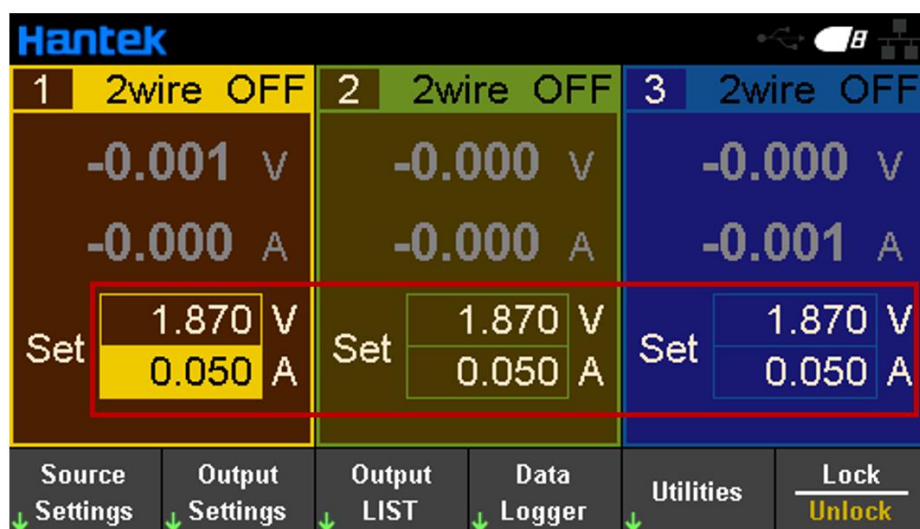 Hantek 8
1 2wire OFF 2 2wire OFF 3 2wire OFF
-0.001 V -0.000 V -0.000 V
-0.000 A -0.000 A -0.001 A
Set 1.870 V Set 1.870 V Set 1.870 V
0.050 A 0.050 A 0.050 A
Source Settings Output Settings Output LIST Data Logger Utilities Lock Unlock